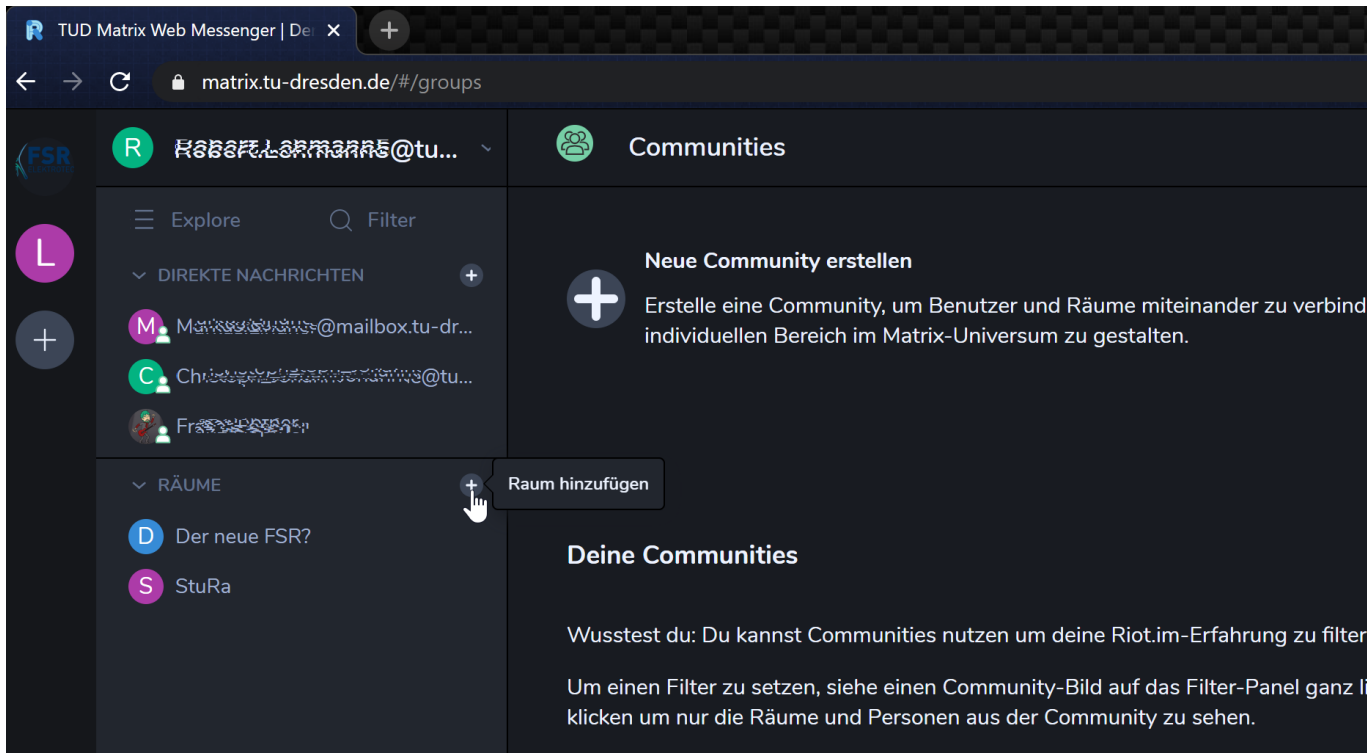 TUD Matrix Web Messenger | De
matrix.tu-dresden.de/#/groups
FSR
R
@tu...
Communities
Explore
Filter
L
DIREKTE NACHRICHTEN
Neue Community erstellen
Erstelle eine Community, um Benutzer und Räume miteinander zu verbind
individuellen Bereich im Matrix-Universum zu gestalten.
M
@mailbox.tu-dr...
C
@tu...
RÄUME
Raum hinzufügen
D
Der neue FSR?
S
StuRa
Deine Communities
Wusstest du: Du kannst Communities nutzen um deine Riot.im-Erfahrung zu filter
Um einen Filter zu setzen, siehe einen Community-Bild auf das Filter-Panel ganz li
klicken um nur die Räume und Personen aus der Community zu sehen.